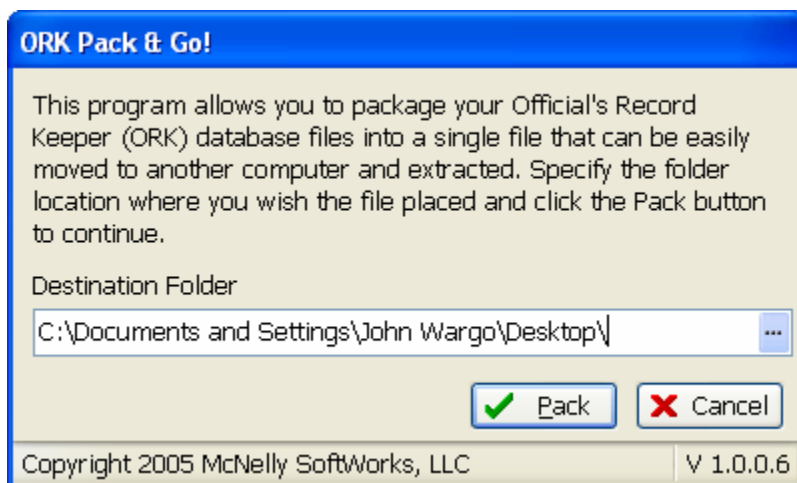 ORK Pack & Go!
This program allows you to package your Official's Record
Keeper (ORK) database files into a single file that can be easily
moved to another computer and extracted. Specify the folder
location where you wish the file placed and click the Pack button
to continue.
Destination Folder
C:\Documents and Settings\John Wargo\Desktop\
...
Pack
Cancel
Copyright 2005 McNelly SoftWorks, LLC
V 1.0.0.6